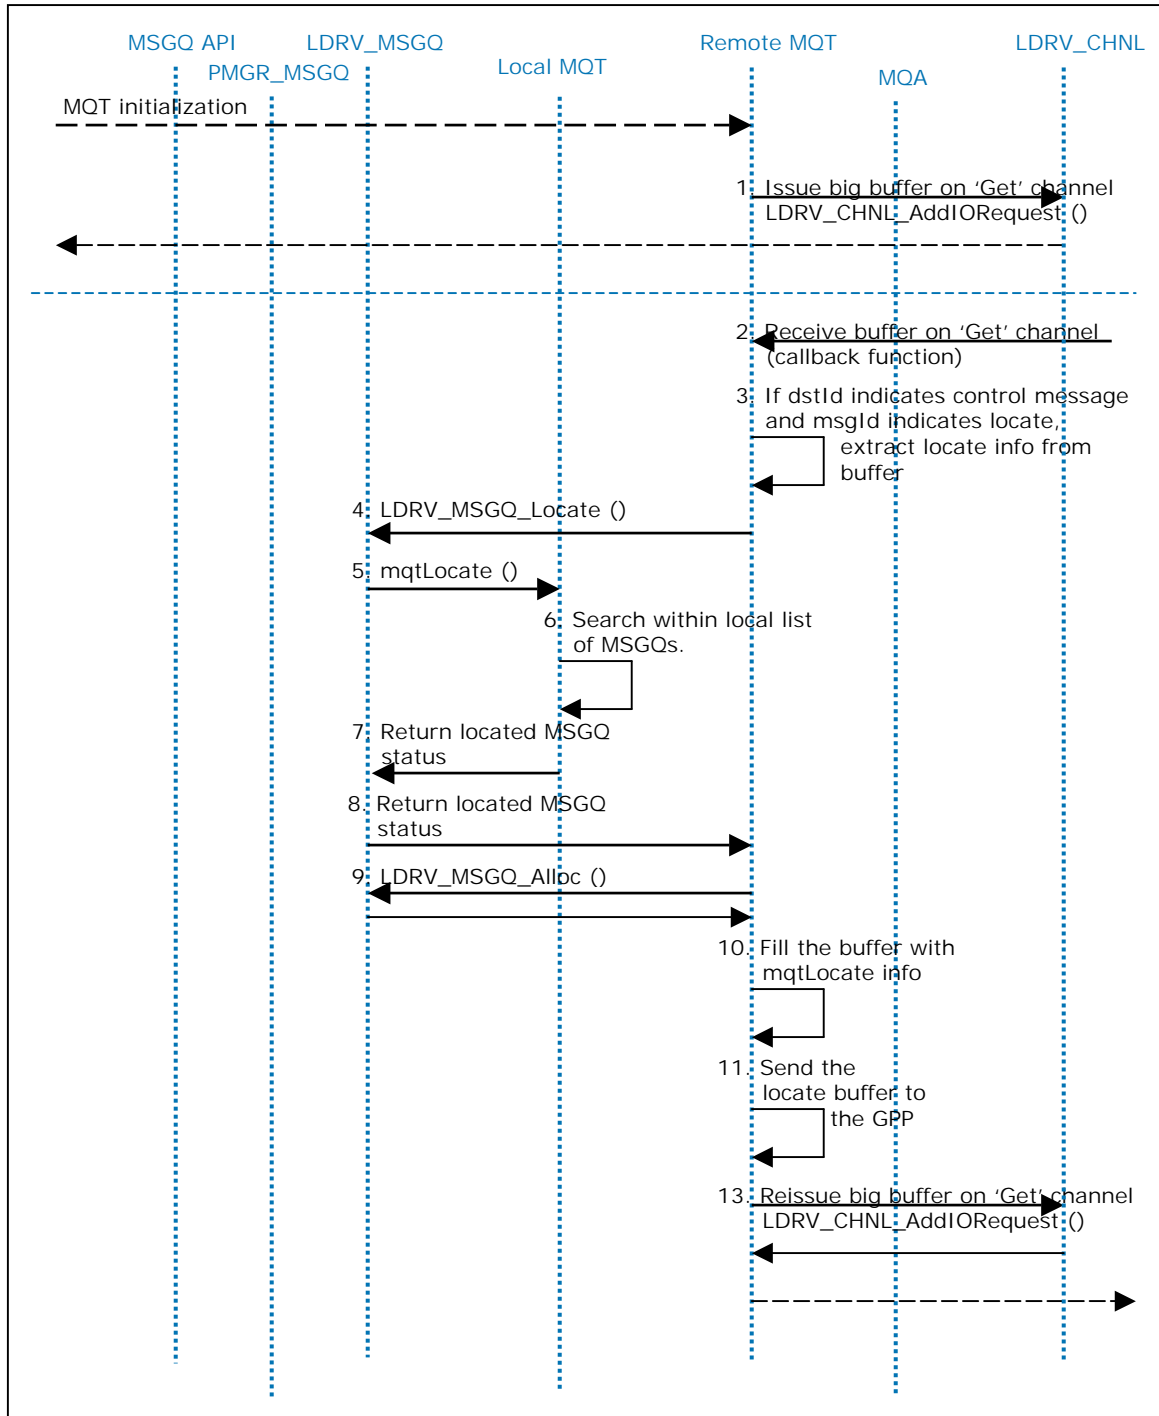 MSGQ API
LDRV_MSGQ
Remote MQT
LDRV_CHNL
PMGR_MSGQ
Local MQT
MQA
MQT initialization
1. Issue big buffer on ‘Get’ channel
LDRV_CHNL_AddIORequest ()
2. Receive buffer on ‘Get’ channel
(callback function)
3. If dstId indicates control message
and msgId indicates locate,
extract locate info from
buffer
4. LDRV_MSGQ_Locate ()
5. mqtLocate ()
6. Search within local list
of MSGQs.
7. Return located MSGQ
status
8. Return located MSGQ
status
9. LDRV_MSGQ_Alloc ()
10. Fill the buffer with
mqtLocate info
11. Send the
locate buffer to
the GPP
13. Reissue big buffer on ‘Get’ channel
LDRV_CHNL_AddIORequest ()